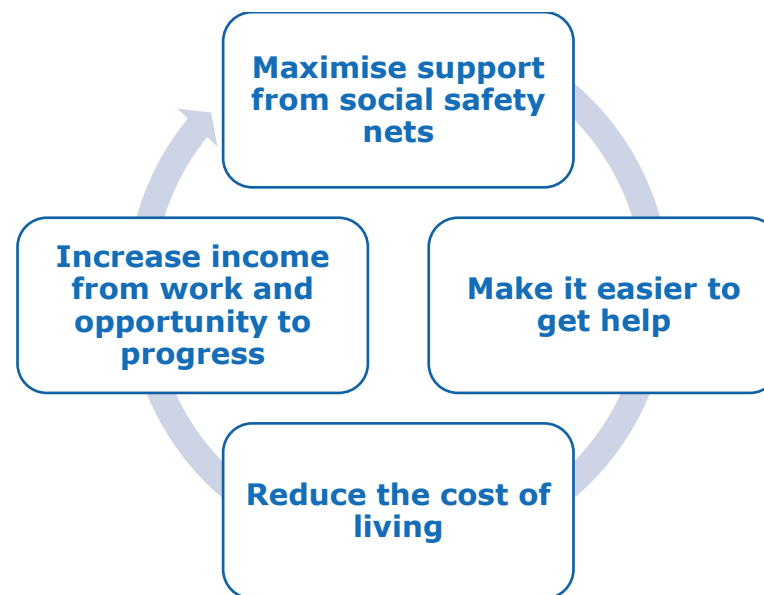 Maximise support
from social safety
nets
Make it easier to
get help
Reduce the cost of
living
Increase income
from work and
opportunity to
progress